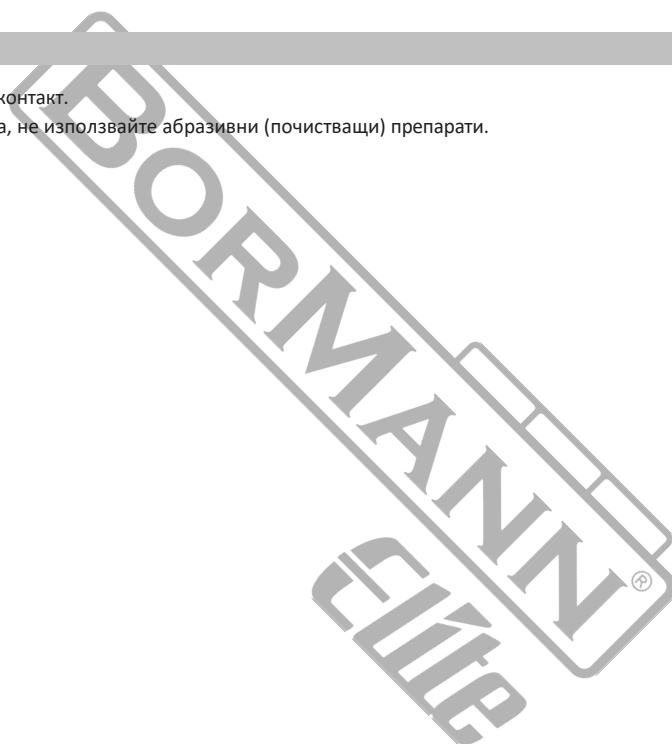 контакт.
а, не използвайте абразивни (почистващи) препарати.
BORMANN®
Elite